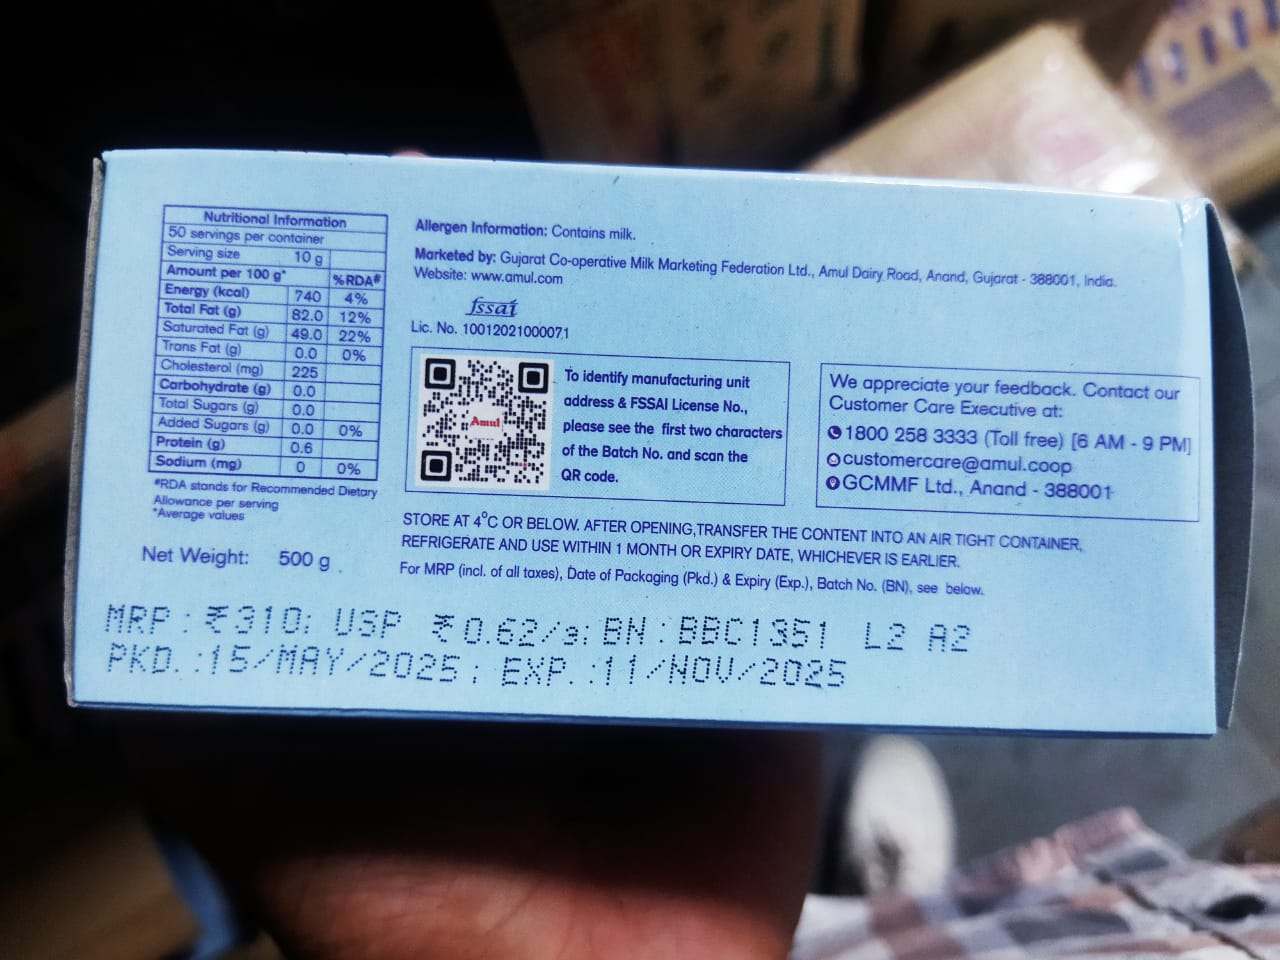 Nutritional Information
50 servings per container
Serving size 10 g
Amount per 100 g* %RDA#
Energy (kcal) 740 4%
Total Fat (g) 82.0 12%
Saturated Fat (g) 49.0 22%
Trans Fat (g) 0.0 0%
Cholesterol (mg) 225
Carbohydrate (g) 0.0
Total Sugars (g) 0.0
Added Sugars (g) 0.0 0%
Protein (g) 0.6
Sodium (mg) 0 0%
#RDA stands for Recommended Dietary
Allowance per serving
*Average values
Net Weight: 500 g
Allergen Information: Contains milk.
Marketed by: Gujarat Co-operative Milk Marketing Federation Ltd., Amul Dairy Road, Anand, Gujarat - 388001, India.
Website: www.amul.com
fssai
Lic. No. 10012021000071
Amul
To identify manufacturing unit
address & FSSAI License No.,
please see the first two characters
of the Batch No. and scan the
QR code.
We appreciate your feedback. Contact our
Customer Care Executive at:
1800 258 3333 (Toll free) [6 AM - 9 PM]
customercare@amul.coop
GCMMF Ltd., Anand - 388001
STORE AT 4°C OR BELOW. AFTER OPENING,TRANSFER THE CONTENT INTO AN AIR TIGHT CONTAINER,
REFRIGERATE AND USE WITHIN 1 MONTH OR EXPIRY DATE, WHICHEVER IS EARLIER.
For MRP (incl. of all taxes), Date of Packaging (Pkd.) & Expiry (Exp.), Batch No. (BN), see below.
MRP : ₹310; USP ₹0.62/g; BN : BBC1351 L2 A2
PKD. :15/MAY/2025; EXP. :11/NOV/2025